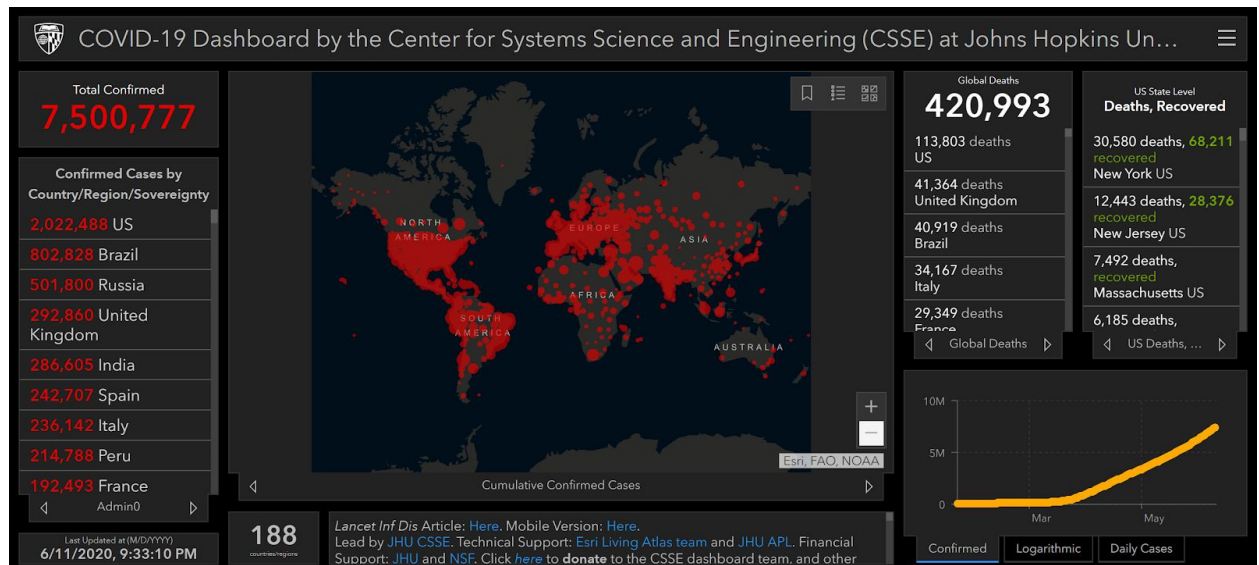 COVID-19 Dashboard by the Center for Systems Science and Engineering (CSSE) at Johns Hopkins Un...
Total Confirmed
7,500,777
Confirmed Cases by
Country/Region/Sovereignty
2,022,488 US
802,828 Brazil
501,800 Russia
292,860 United
Kingdom
286,605 India
242,707 Spain
236,142 Italy
214,788 Peru
192,493 France
Admin0
Last Updated at (M/D/YYYY)
6/11/2020, 9:33:10 PM
NORTH
AMERICA
SOUTH
AMERICA
EUROPE
ASIA
AFRICA
AUSTRALIA
+
−
Esri, FAO, NOAA
Cumulative Confirmed Cases
188
countries/regions
Lancet Inf Dis Article: Here. Mobile Version: Here.
Lead by JHU CSSE. Technical Support: Esri Living Atlas team and JHU APL. Financial
Support: JHU and NSF. Click here to donate to the CSSE dashboard team, and other
Global Deaths
420,993
113,803 deaths
US
41,364 deaths
United Kingdom
40,919 deaths
Brazil
34,167 deaths
Italy
29,349 deaths
France
Global Deaths
US State Level
Deaths, Recovered
30,580 deaths, 68,211
recovered
New York US
12,443 deaths, 28,376
recovered
New Jersey US
7,492 deaths,
recovered
Massachusetts US
6,185 deaths,
US Deaths, ...
10M
5M
0
Mar
May
Confirmed
Logarithmic
Daily Cases